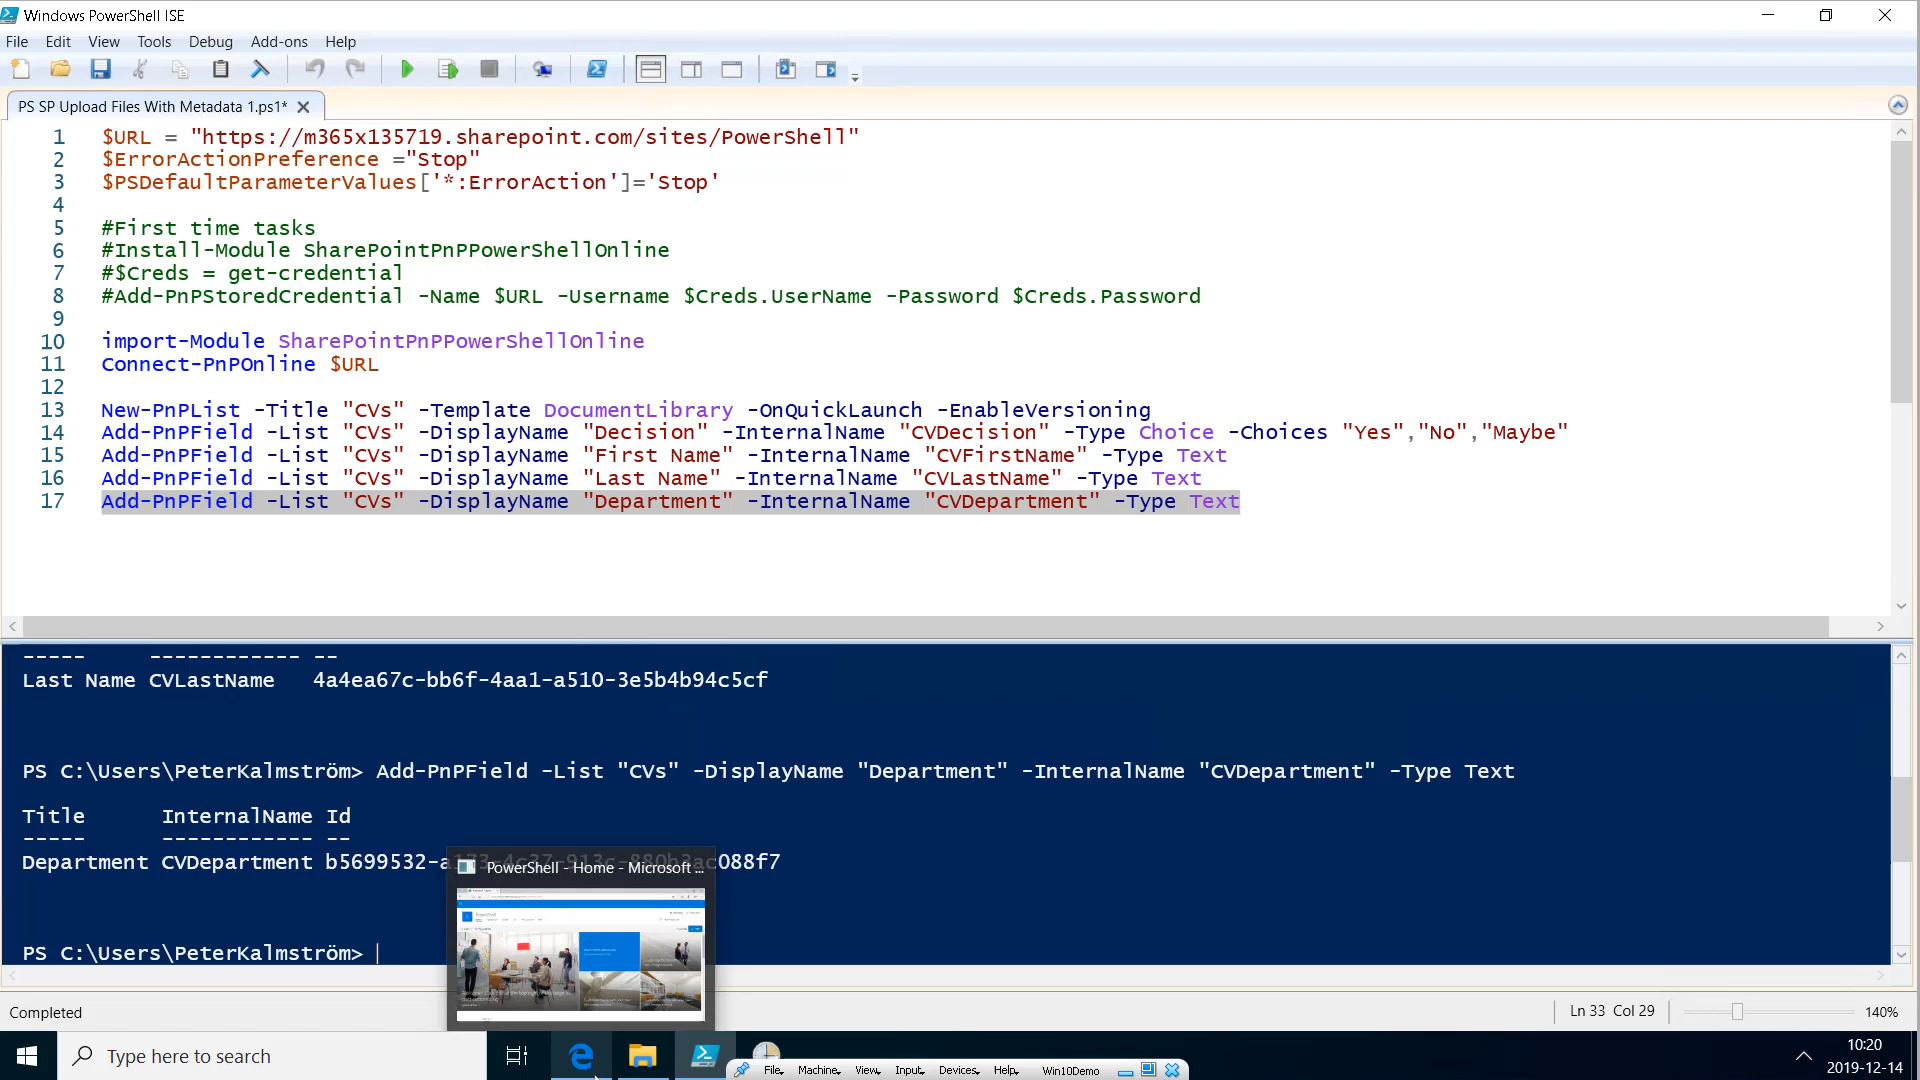 Windows PowerShell ISE
File Edit View Tools Debug Add-ons Help
PS SP Upload Files With Metadata 1.ps1*
1 $URL = "https://m365x135719.sharepoint.com/sites/PowerShell"
2 $ErrorActionPreference ="Stop"
3 $PSDefaultParameterValues['*:ErrorAction']='Stop'
4
5 #First time tasks
6 #Install-Module SharePointPnPPowerShellOnline
7 #$Creds = get-credential
8 #Add-PnPStoredCredential -Name $URL -Username $Creds.UserName -Password $Creds.Password
9
10 import-Module SharePointPnPPowerShellOnline
11 Connect-PnPOnline $URL
12
13 New-PnPList -Title "CVs" -Template DocumentLibrary -OnQuickLaunch -EnableVersioning
14 Add-PnPField -List "CVs" -DisplayName "Decision" -InternalName "CVDecision" -Type Choice -Choices "Yes","No","Maybe"
15 Add-PnPField -List "CVs" -DisplayName "First Name" -InternalName "CVFirstName" -Type Text
16 Add-PnPField -List "CVs" -DisplayName "Last Name" -InternalName "CVLastName" -Type Text
17 Add-PnPField -List "CVs" -DisplayName "Department" -InternalName "CVDepartment" -Type Text
----- ------------ --
Last Name CVLastName 4a4ea67c-bb6f-4aa1-a510-3e5b4b94c5cf
PS C:\Users\PeterKalmström> Add-PnPField -List "CVs" -DisplayName "Department" -InternalName "CVDepartment" -Type Text
Title InternalName Id
----- ------------ --
Department CVDepartment b5699532-a173-4c37-913c-880b3ac088f7
PowerShell - Home - Microsoft ...
PS C:\Users\PeterKalmström>
Completed
Ln 33 Col 29
140%
Type here to search
File Machine View Input Devices Help Win10Demo
10:20
2019-12-14